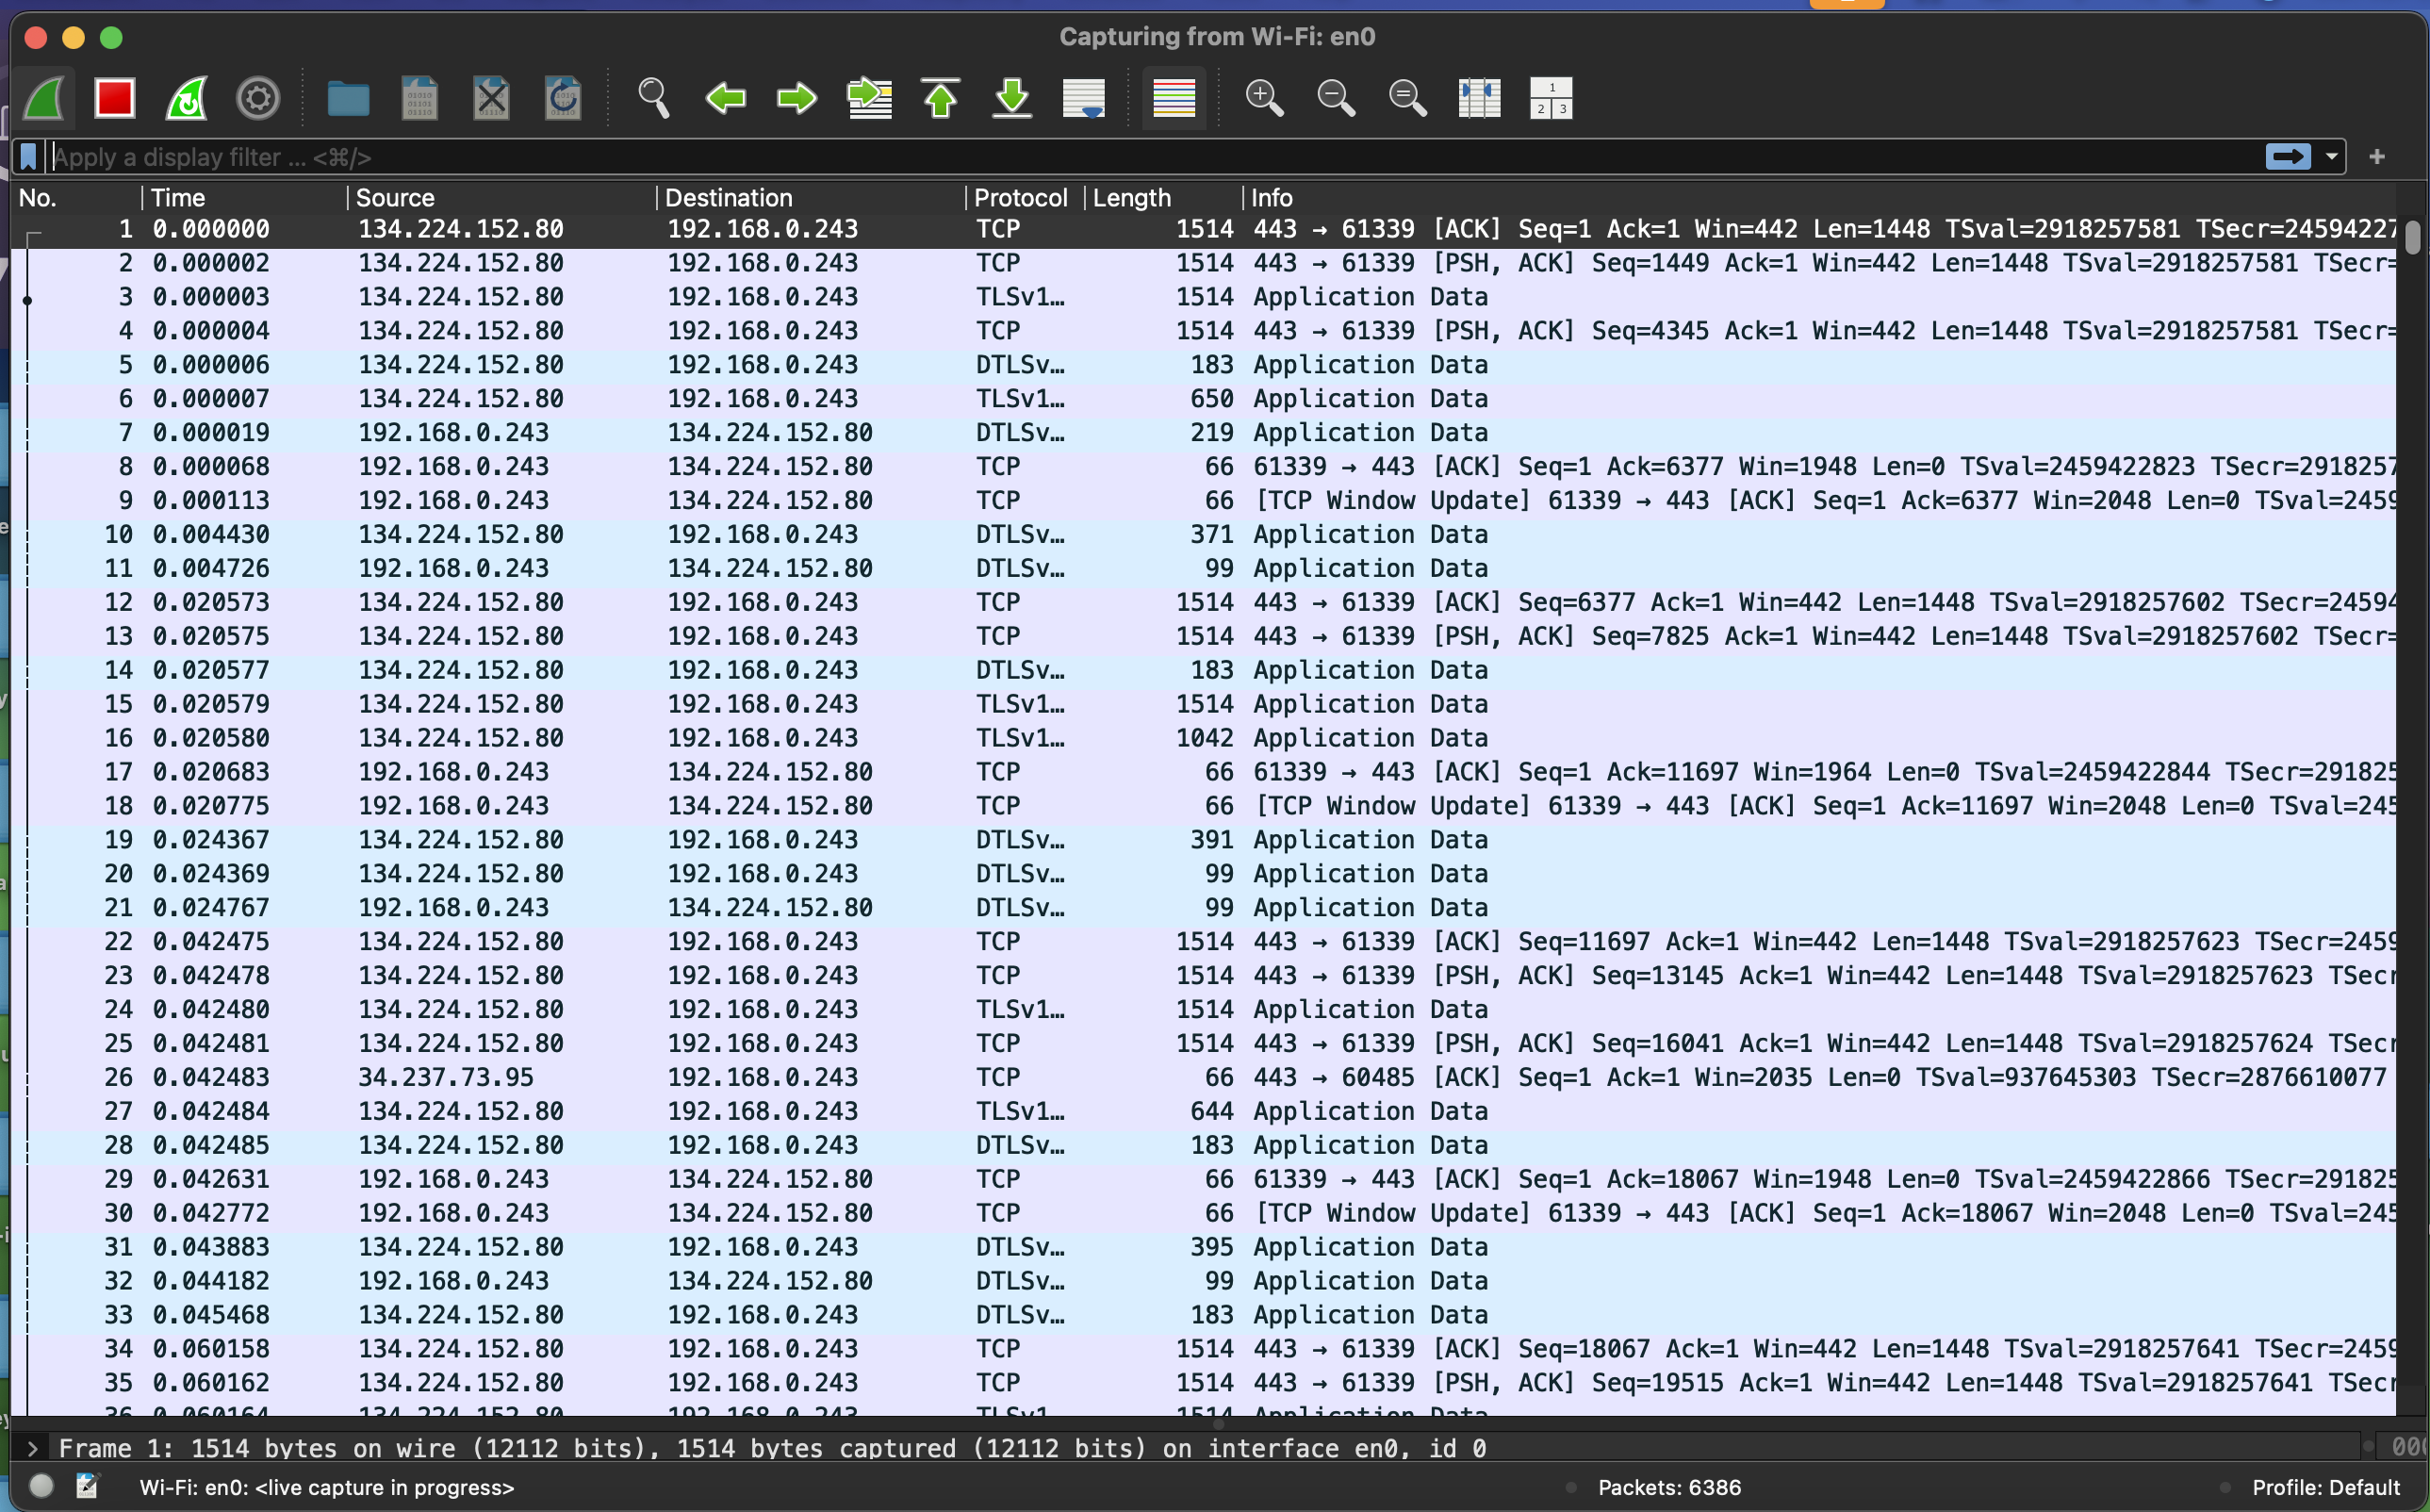 Capturing from Wi-Fi: en0
Apply a display filter ... <⌘/>
No. Time Source Destination Protocol Length Info
1 0.000000 134.224.152.80 192.168.0.243 TCP 1514 443 → 61339 [ACK] Seq=1 Ack=1 Win=442 Len=1448 TSval=2918257581 TSecr=24594227
2 0.000002 134.224.152.80 192.168.0.243 TCP 1514 443 → 61339 [PSH, ACK] Seq=1449 Ack=1 Win=442 Len=1448 TSval=2918257581 TSecr=
3 0.000003 134.224.152.80 192.168.0.243 TLSv1… 1514 Application Data
4 0.000004 134.224.152.80 192.168.0.243 TCP 1514 443 → 61339 [PSH, ACK] Seq=4345 Ack=1 Win=442 Len=1448 TSval=2918257581 TSecr=
5 0.000006 134.224.152.80 192.168.0.243 DTLSv… 183 Application Data
6 0.000007 134.224.152.80 192.168.0.243 TLSv1… 650 Application Data
7 0.000019 192.168.0.243 134.224.152.80 DTLSv… 219 Application Data
8 0.000068 192.168.0.243 134.224.152.80 TCP 66 61339 → 443 [ACK] Seq=1 Ack=6377 Win=1948 Len=0 TSval=2459422823 TSecr=2918257
9 0.000113 192.168.0.243 134.224.152.80 TCP 66 [TCP Window Update] 61339 → 443 [ACK] Seq=1 Ack=6377 Win=2048 Len=0 TSval=2459
10 0.004430 134.224.152.80 192.168.0.243 DTLSv… 371 Application Data
11 0.004726 192.168.0.243 134.224.152.80 DTLSv… 99 Application Data
12 0.020573 134.224.152.80 192.168.0.243 TCP 1514 443 → 61339 [ACK] Seq=6377 Ack=1 Win=442 Len=1448 TSval=2918257602 TSecr=24594
13 0.020575 134.224.152.80 192.168.0.243 TCP 1514 443 → 61339 [PSH, ACK] Seq=7825 Ack=1 Win=442 Len=1448 TSval=2918257602 TSecr=
14 0.020577 134.224.152.80 192.168.0.243 DTLSv… 183 Application Data
15 0.020579 134.224.152.80 192.168.0.243 TLSv1… 1514 Application Data
16 0.020580 134.224.152.80 192.168.0.243 TLSv1… 1042 Application Data
17 0.020683 192.168.0.243 134.224.152.80 TCP 66 61339 → 443 [ACK] Seq=1 Ack=11697 Win=1964 Len=0 TSval=2459422844 TSecr=291825
18 0.020775 192.168.0.243 134.224.152.80 TCP 66 [TCP Window Update] 61339 → 443 [ACK] Seq=1 Ack=11697 Win=2048 Len=0 TSval=245
19 0.024367 134.224.152.80 192.168.0.243 DTLSv… 391 Application Data
20 0.024369 134.224.152.80 192.168.0.243 DTLSv… 99 Application Data
21 0.024767 192.168.0.243 134.224.152.80 DTLSv… 99 Application Data
22 0.042475 134.224.152.80 192.168.0.243 TCP 1514 443 → 61339 [ACK] Seq=11697 Ack=1 Win=442 Len=1448 TSval=2918257623 TSecr=2459
23 0.042478 134.224.152.80 192.168.0.243 TCP 1514 443 → 61339 [PSH, ACK] Seq=13145 Ack=1 Win=442 Len=1448 TSval=2918257623 TSecr
24 0.042480 134.224.152.80 192.168.0.243 TLSv1… 1514 Application Data
25 0.042481 134.224.152.80 192.168.0.243 TCP 1514 443 → 61339 [PSH, ACK] Seq=16041 Ack=1 Win=442 Len=1448 TSval=2918257624 TSecr
26 0.042483 34.237.73.95 192.168.0.243 TCP 66 443 → 60485 [ACK] Seq=1 Ack=1 Win=2035 Len=0 TSval=937645303 TSecr=2876610077
27 0.042484 134.224.152.80 192.168.0.243 TLSv1… 644 Application Data
28 0.042485 134.224.152.80 192.168.0.243 DTLSv… 183 Application Data
29 0.042631 192.168.0.243 134.224.152.80 TCP 66 61339 → 443 [ACK] Seq=1 Ack=18067 Win=1948 Len=0 TSval=2459422866 TSecr=291825
30 0.042772 192.168.0.243 134.224.152.80 TCP 66 [TCP Window Update] 61339 → 443 [ACK] Seq=1 Ack=18067 Win=2048 Len=0 TSval=245
31 0.043883 134.224.152.80 192.168.0.243 DTLSv… 395 Application Data
32 0.044182 192.168.0.243 134.224.152.80 DTLSv… 99 Application Data
33 0.045468 134.224.152.80 192.168.0.243 DTLSv… 183 Application Data
34 0.060158 134.224.152.80 192.168.0.243 TCP 1514 443 → 61339 [ACK] Seq=18067 Ack=1 Win=442 Len=1448 TSval=2918257641 TSecr=2459
35 0.060162 134.224.152.80 192.168.0.243 TCP 1514 443 → 61339 [PSH, ACK] Seq=19515 Ack=1 Win=442 Len=1448 TSval=2918257641 TSecr
36 0.060164 134.224.152.80 192.168.0.243 TLSv1 1514 Application Data
Frame 1: 1514 bytes on wire (12112 bits), 1514 bytes captured (12112 bits) on interface en0, id 0
Wi-Fi: en0: <live capture in progress> Packets: 6386 Profile: Default